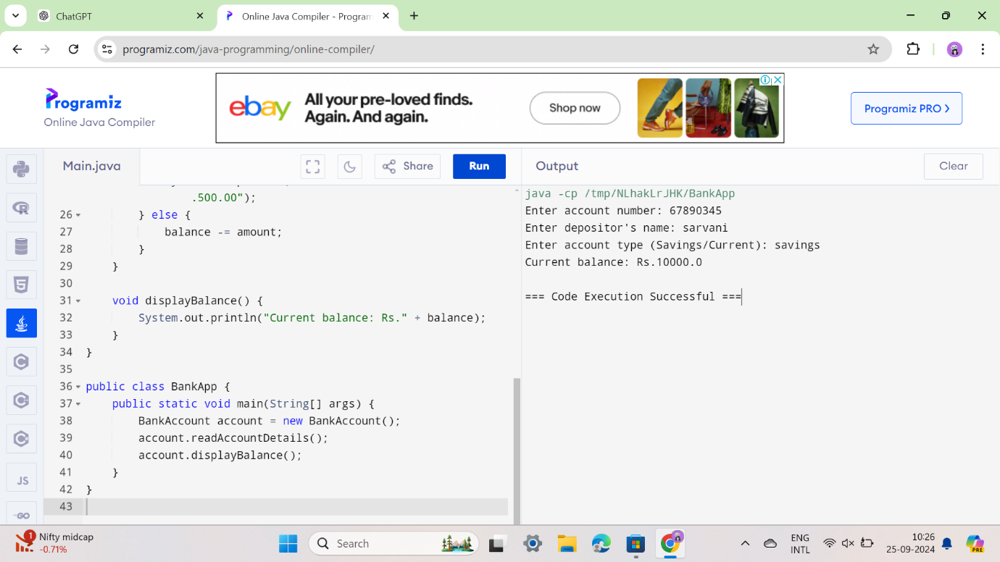 ChatGPT
Online Java Compiler - Program
programiz.com/java-programming/online-compiler/
Programiz
Online Java Compiler
ebay
All your pre-loved finds.
Again. And again.
Shop now
Programiz PRO >
Main.java
Share
Run
Output
Clear
.500.00");
26 } else {
27 balance -= amount;
28 }
29 }
30
31 void displayBalance() {
32 System.out.println("Current balance: Rs." + balance);
33 }
34 }
35
36 public class BankApp {
37 public static void main(String[] args) {
38 BankAccount account = new BankAccount();
39 account.readAccountDetails();
40 account.displayBalance();
41 }
42 }
43
java -cp /tmp/NLhakLrJHK/BankApp
Enter account number: 67890345
Enter depositor's name: sarvani
Enter account type (Savings/Current): savings
Current balance: Rs.10000.0
=== Code Execution Successful ===
JS
GO
1
Nifty midcap
-0.71%
Search
ENG
INTL
10:26
25-09-2024
PRE